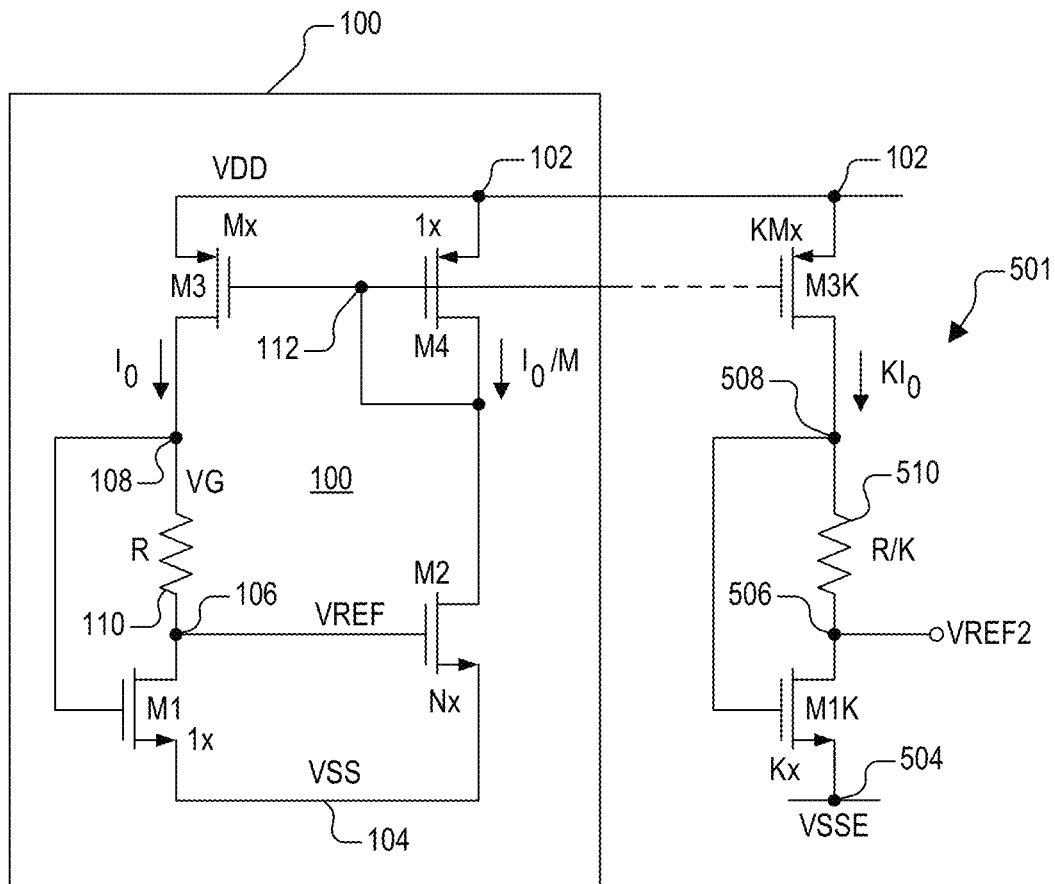 100
VDD
102
102
Mx
1x
KMx
M3
M4
M3K
501
112
I0
I0/M
KI0
508
108
VG
100
510
R
R/K
M2
110
106
VREF
506
VREF2
M1
1x
Nx
M1K
Kx
504
VSS
104
VSSE